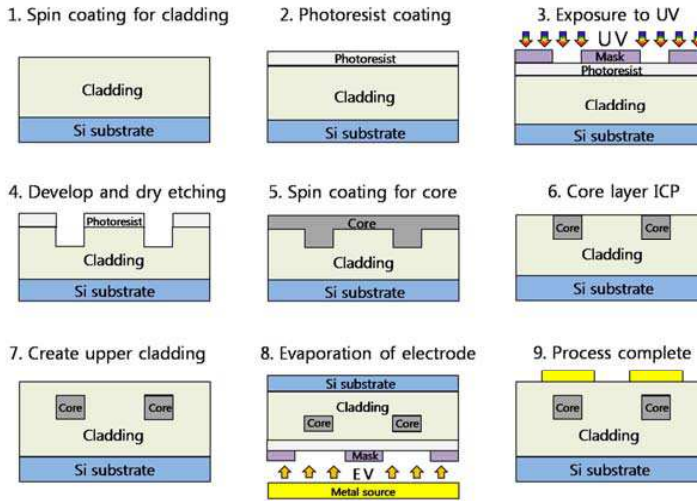 1. Spin coating for cladding
Cladding
Si substrate
2. Photoresist coating
Photoresist
Cladding
Si substrate
3. Exposure to UV
UV
Mask
Photoresist
Cladding
Si substrate
4. Develop and dry etching
Photoresist
Cladding
Si substrate
5. Spin coating for core
Core
Cladding
Si substrate
6. Core layer ICP
Core Core
Cladding
Si substrate
7. Create upper cladding
Core Core
Cladding
Si substrate
8. Evaporation of electrode
Si substrate
Cladding
Core Core
Mask
EV
Metal source
9. Process complete
Core Core
Cladding
Si substrate